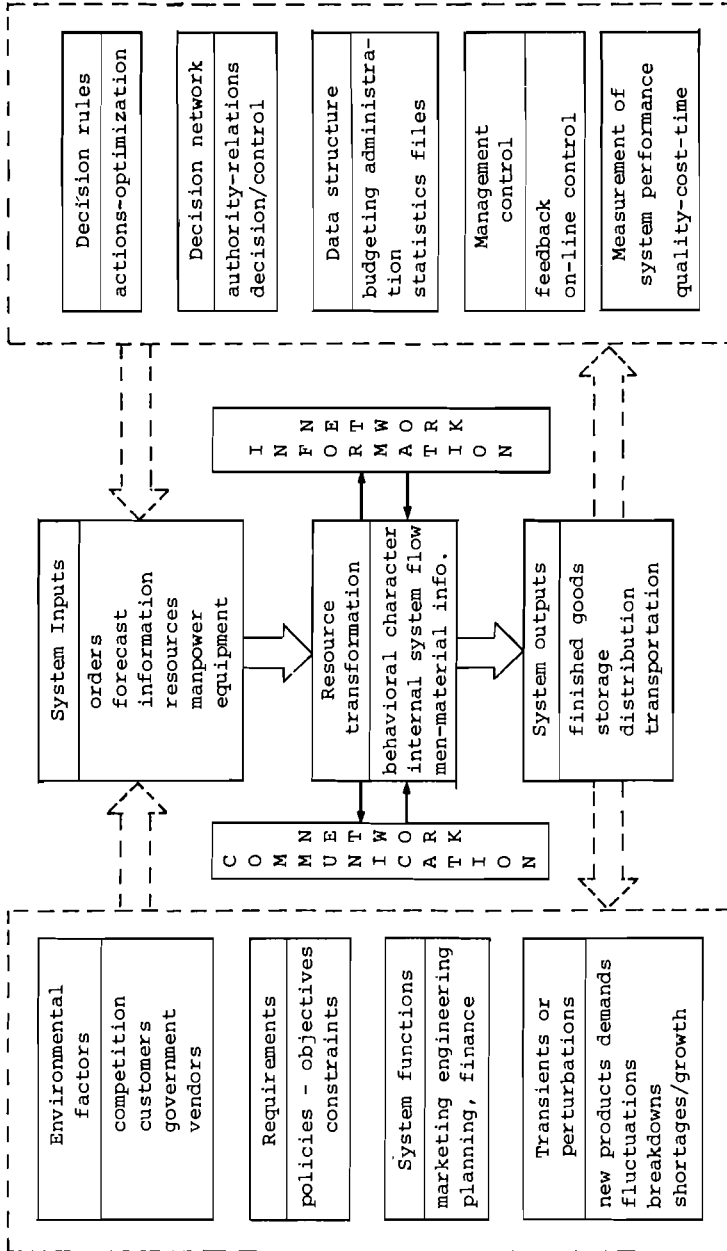 Environmental
factors
competition
customers
government
vendors
Requirements
policies - objectives
constraints
System functions
marketing engineering
planning, finance
Transients or
perturbations
new products demands
fluctuations
breakdowns
shortages/growth
COMMUNICATION
NETWORK
System Inputs
orders
forecast
information
resources
manpower
equipment
Resource
transformation
behavioral character
internal system flow
men-material info.
System outputs
finished goods
storage
distribution
transportation
INFORMATION
NETWORK
Decision rules
actions-optimization
Decision network
authority-relations
decision/control
Data structure
budgeting administra-
tion
statistics files
Management
control
feedback
on-line control
Measurement of
system performance
quality-cost-time